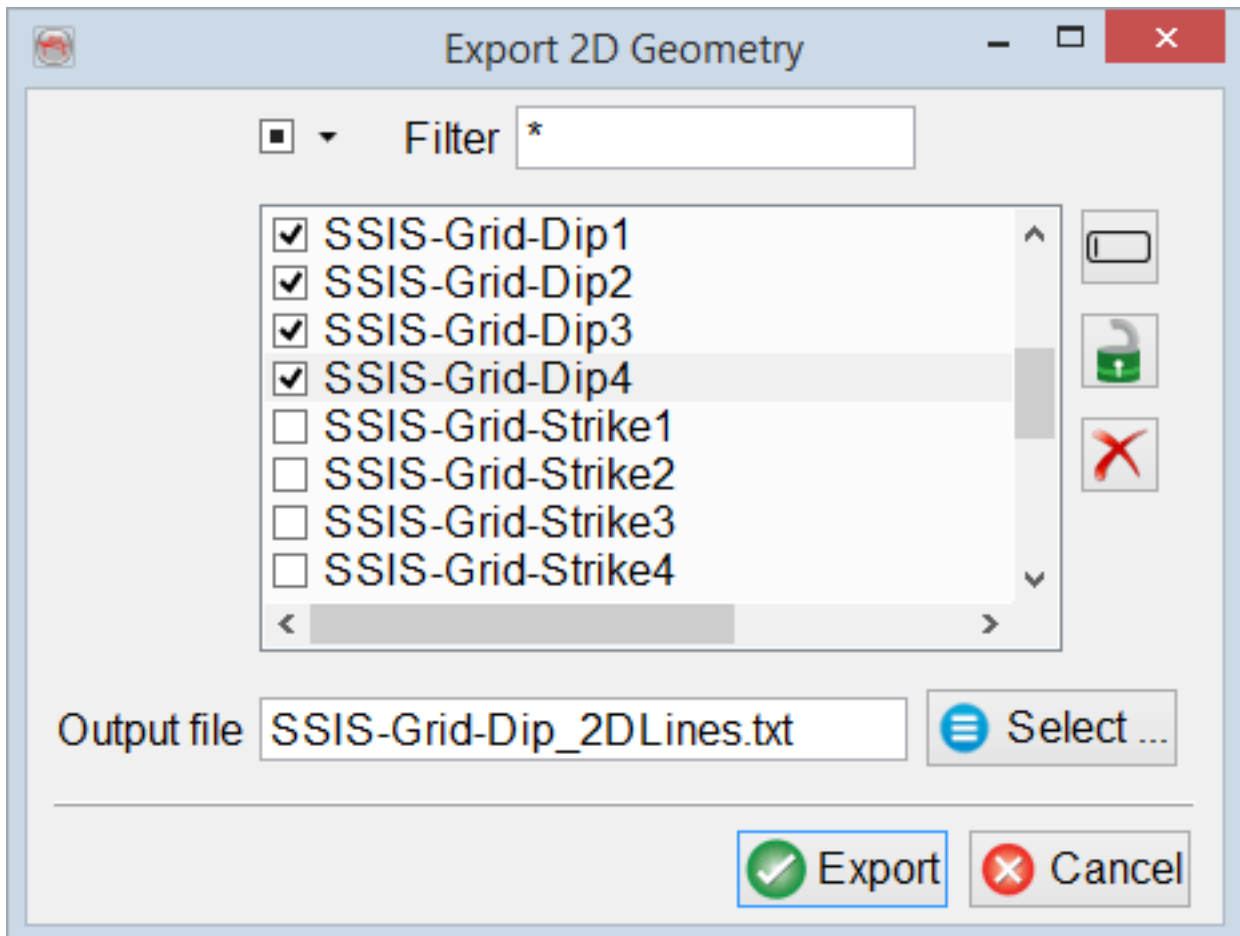 Export 2D Geometry
Filter *
SSIS-Grid-Dip1
SSIS-Grid-Dip2
SSIS-Grid-Dip3
SSIS-Grid-Dip4
SSIS-Grid-Strike1
SSIS-Grid-Strike2
SSIS-Grid-Strike3
SSIS-Grid-Strike4
Output file SSIS-Grid-Dip_2DLines.txt Select ...
Export Cancel